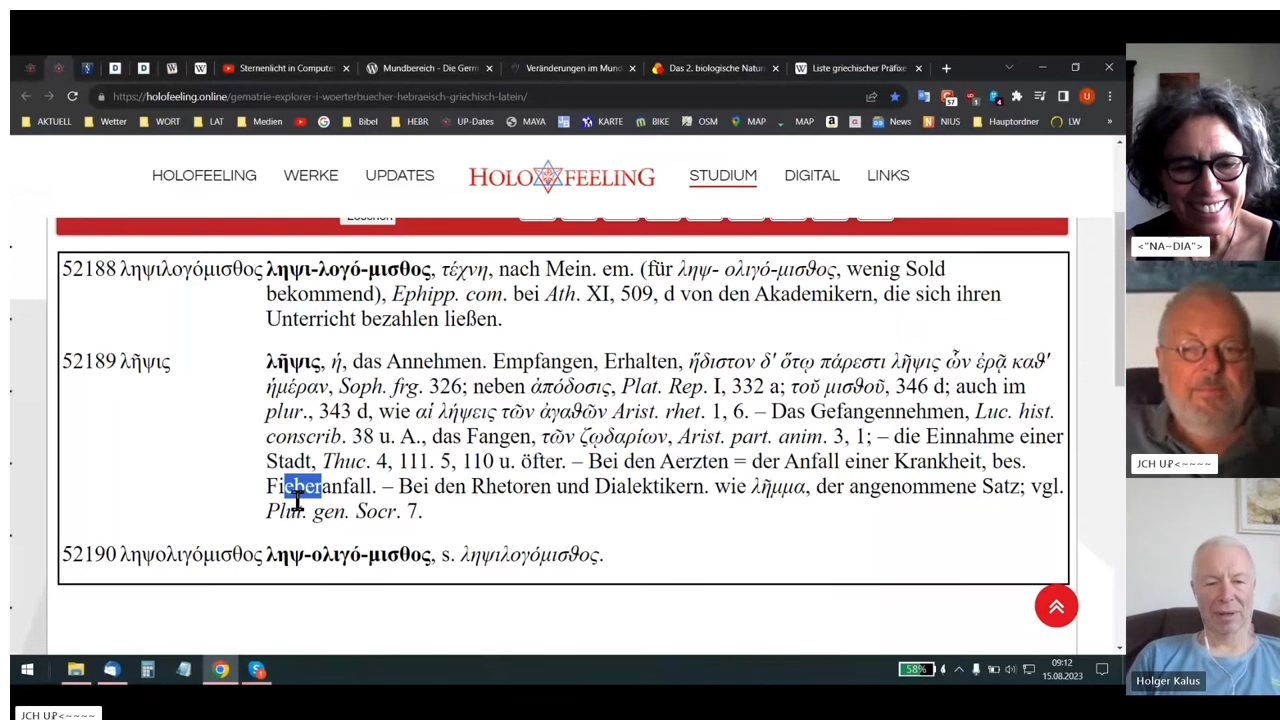 Sternenlicht in Compute
Mundbereich - Die Gerr
Veränderungen im Mund
Das 2. biologische Natur
Liste griechischer Präfixe
https://holofeeling.online/gematrie-explorer-i-woerterbuecher-hebraeisch-griechisch-latein/
57
1
4
AKTUELL Wetter WORT LAT Medien Bibel HEBR UP-Dates MAYA KARTE BIKE OSM MAP MAP News NIUS Hauptordner LW
HOLOFEELING WERKE UPDATES HOLO FEELING STUDIUM DIGITAL LINKS
52188 ληψιλογόμισθος ληψι-λογό-μισθος, τέχνη, nach Mein. em. (für ληψ- ολιγό-μισθος, wenig Sold
bekommend), Ephipp. com. bei Ath. XI, 509, d von den Akademikern, die sich ihren
Unterricht bezahlen ließen.
52189 λῆψις λῆψις, ἡ, das Annehmen. Empfangen, Erhalten, ἥδιστον δ' ὅτῳ πάρεστι λῆψις ὧν ἐρᾷ καθ'
ἡμέραν, Soph. frg. 326; neben ἀπόδοσις, Plat. Rep. I, 332 a; τοῦ μισθοῦ, 346 d; auch im
plur., 343 d, wie αἱ λήψεις τῶν ἀγαθῶν Arist. rhet. 1, 6. – Das Gefangennehmen, Luc. hist.
conscrib. 38 u. A., das Fangen, τῶν ζῳδαρίων, Arist. part. anim. 3, 1; – die Einnahme einer
Stadt, Thuc. 4, 111. 5, 110 u. öfter. – Bei den Aerzten = der Anfall einer Krankheit, bes.
Fieberanfall. – Bei den Rhetoren und Dialektikern. wie λῆμμα, der angenommene Satz; vgl.
Plut. gen. Socr. 7.
52190 ληψολιγόμισθος ληψ-ολιγό-μισθος, s. ληψιλογόμισθος.
<"NA~DIA">
JCH UP<~~~~
Holger Kalus
58%
09:12
15.08.2023
JCH UP<~~~~